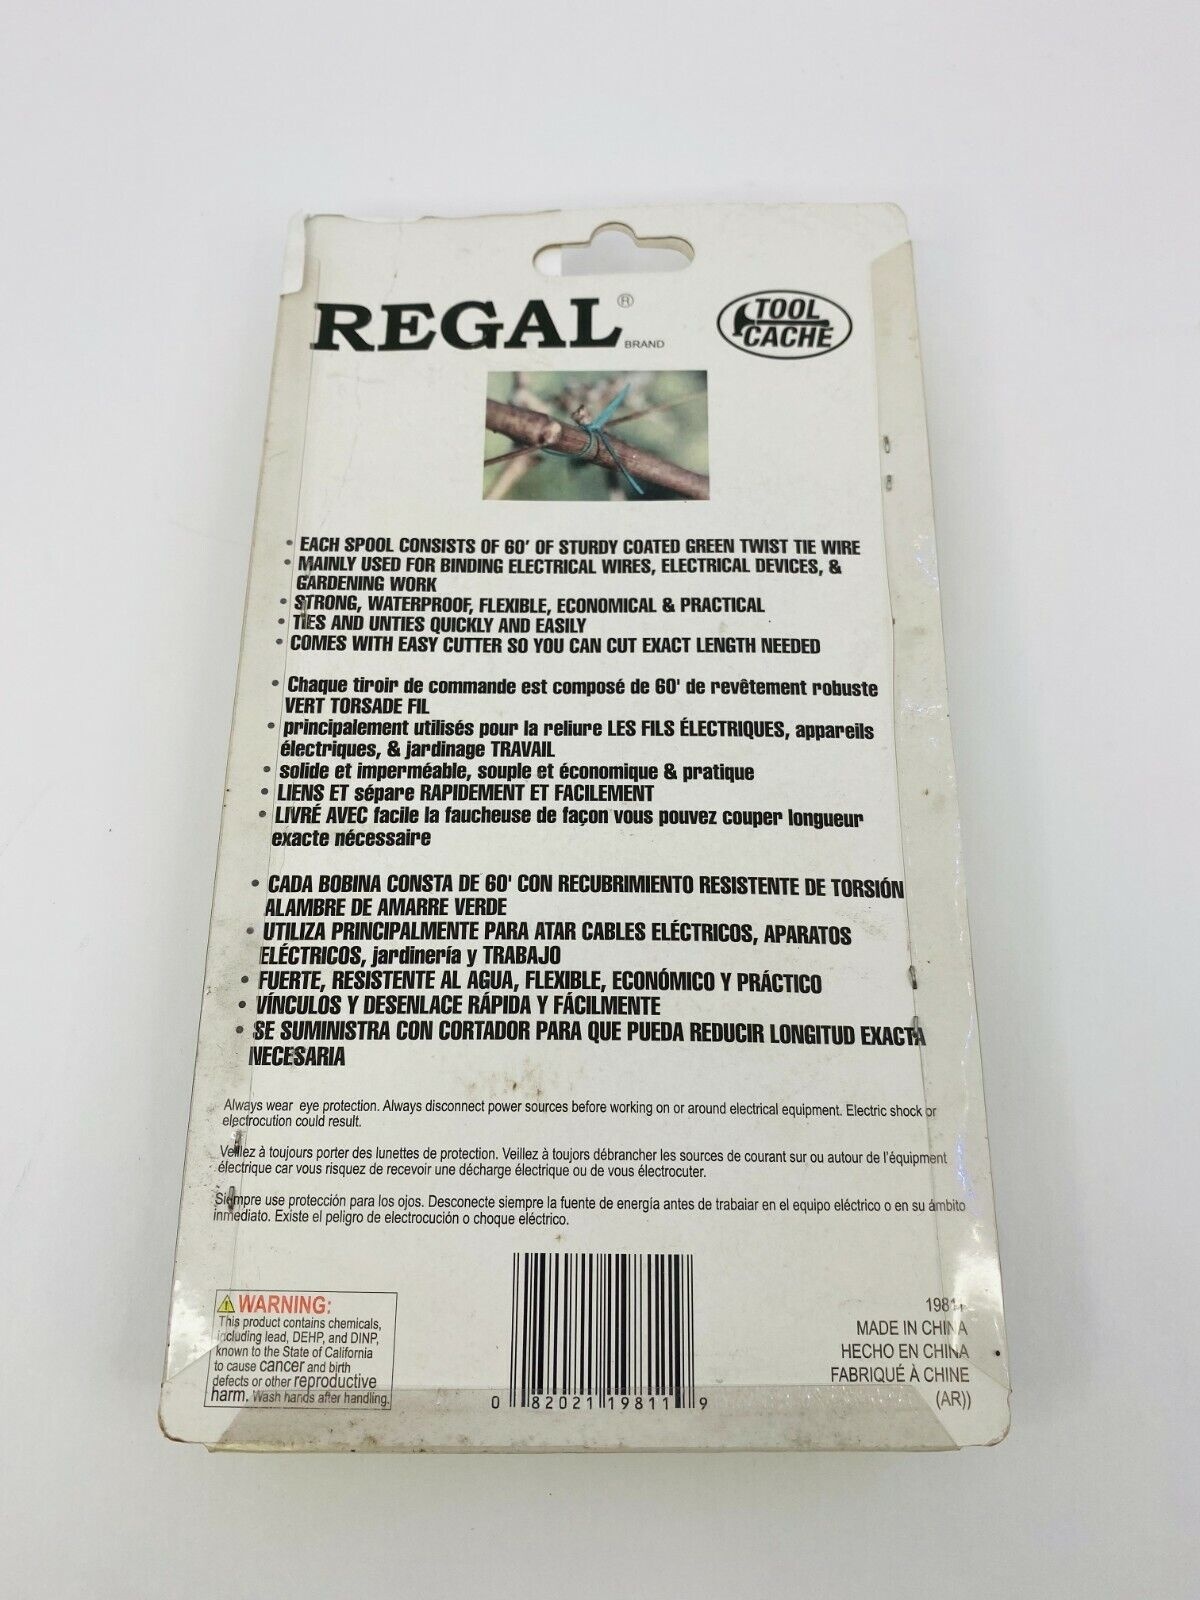 REGAL®
BRAND
TOOL
CACHE
• EACH SPOOL CONSISTS OF 60' OF STURDY COATED GREEN TWIST TIE WIRE
• MAINLY USED FOR BINDING ELECTRICAL WIRES, ELECTRICAL DEVICES, &
GARDENING WORK
• STRONG, WATERPROOF, FLEXIBLE, ECONOMICAL & PRACTICAL
• TIES AND UNTIES QUICKLY AND EASILY
• COMES WITH EASY CUTTER SO YOU CAN CUT EXACT LENGTH NEEDED
• Chaque tiroir de commande est composé de 60' de revêtement robuste
VERT TORSADE FIL
• principalement utilisés pour la reliure LES FILS ÉLECTRIQUES, appareils
électriques, & jardinage TRAVAIL
• solide et imperméable, souple et économique & pratique
• LIENS ET sépare RAPIDEMENT ET FACILEMENT
• LIVRÉ AVEC facile la faucheuse de façon vous pouvez couper longueur
exacte nécessaire
• CADA BOBINA CONSTA DE 60' CON RECUBRIMIENTO RESISTENTE DE TORSIÓN
ALAMBRE DE AMARRE VERDE
• UTILIZA PRINCIPALMENTE PARA ATAR CABLES ELÉCTRICOS, APARATOS
ELÉCTRICOS, jardinería y TRABAJO
• FUERTE, RESISTENTE AL AGUA, FLEXIBLE, ECONÓMICO Y PRÁCTICO
• VÍNCULOS Y DESENLACE RÁPIDA Y FÁCILMENTE
• SE SUMINISTRA CON CORTADOR PARA QUE PUEDA REDUCIR LONGITUD EXACTA
NECESARIA
Always wear eye protection. Always disconnect power sources before working on or around electrical equipment. Electric shock or
electrocution could result.
Veillez à toujours porter des lunettes de protection. Veillez à toujors débrancher les sources de courant sur ou autour de l'équipment
électrique car vous risquez de recevoir une décharge électrique ou de vous électrocuter.
Siempre use protección para los ojos. Desconecte siempre la fuente de energía antes de trabaiar en el equipo eléctrico o en su ámbito
inmediato. Existe el peligro de electrocución o choque eléctrico.
WARNING:
This product contains chemicals,
including lead, DEHP, and DINP,
known to the State of California
to cause cancer and birth
defects or other reproductive
harm. Wash hands after handling.
0 82021 19811 9
19811
MADE IN CHINA
HECHO EN CHINA
FABRIQUÉ À CHINE
(AR))